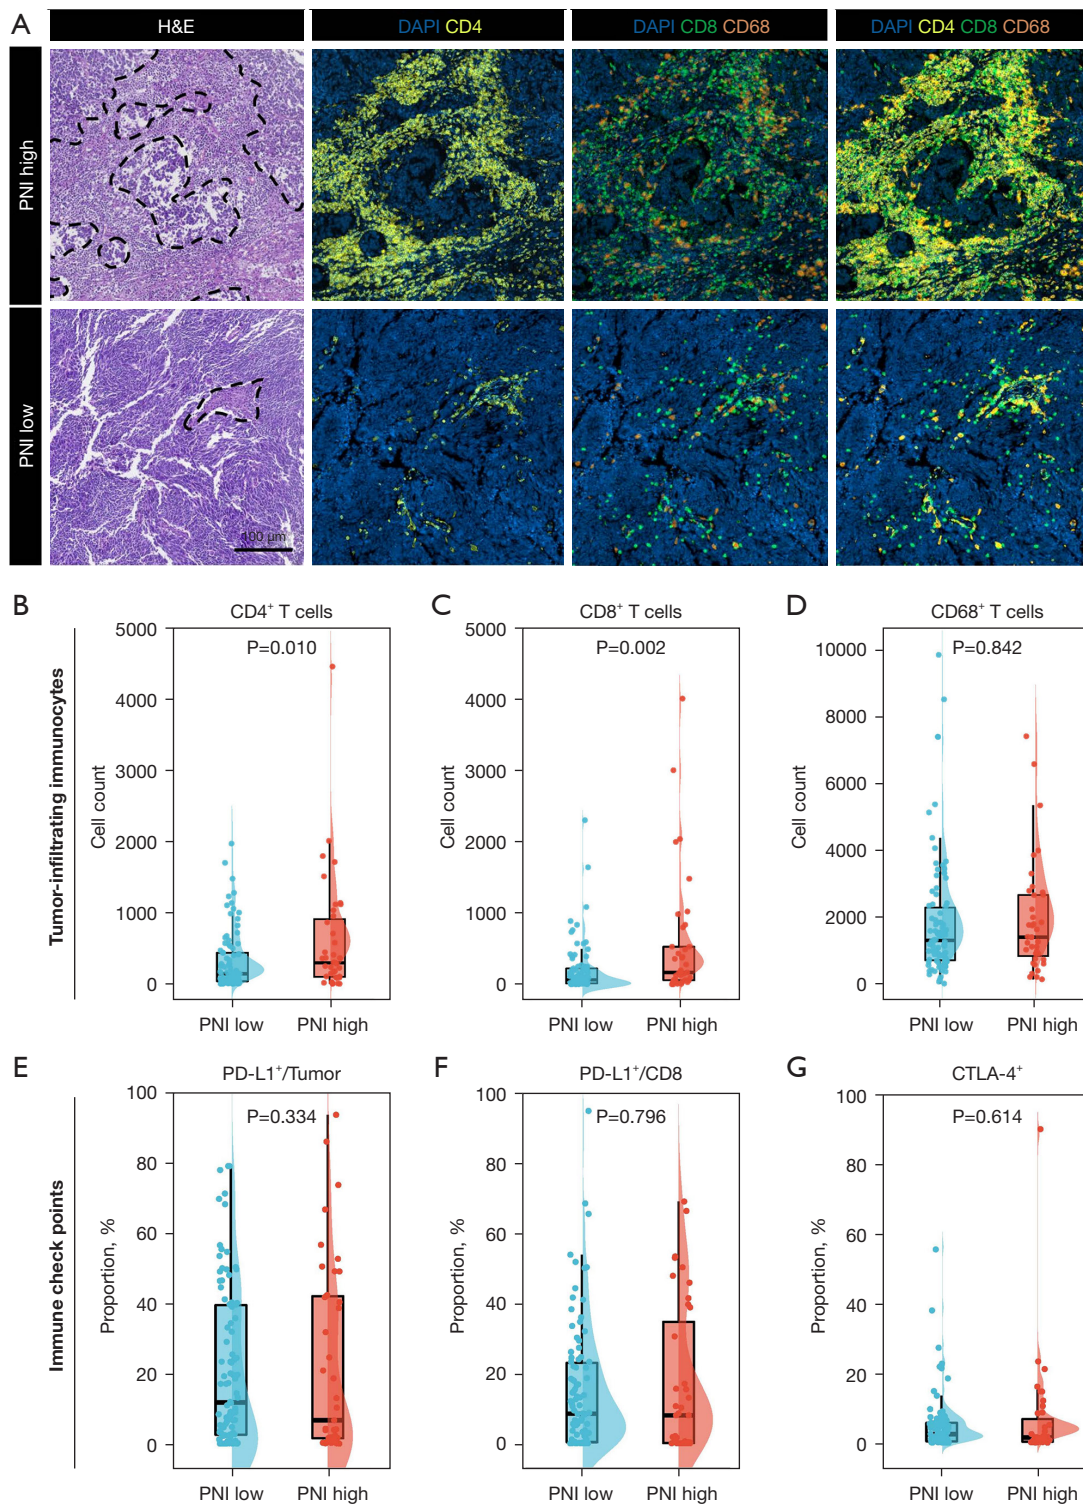 A
H&E
DAPI CD4
DAPI CD8 CD68
DAPI CD4 CD8 CD68
PNI high
PNI low
100 μm
B
CD4+ T cells
P=0.010
Tumor-infiltrating immunocytes
Cell count
5000
4000
3000
2000
1000
0
PNI low
PNI high
C
CD8+ T cells
P=0.002
Cell count
5000
4000
3000
2000
1000
0
PNI low
PNI high
D
CD68+ T cells
P=0.842
Cell count
10000
8000
6000
4000
2000
0
PNI low
PNI high
E
PD-L1+/Tumor
P=0.334
Immune check points
Proportion, %
100
80
60
40
20
0
PNI low
PNI high
F
PD-L1+/CD8
P=0.796
Proportion, %
100
80
60
40
20
0
PNI low
PNI high
G
CTLA-4+
P=0.614
Proportion, %
100
80
60
40
20
0
PNI low
PNI high